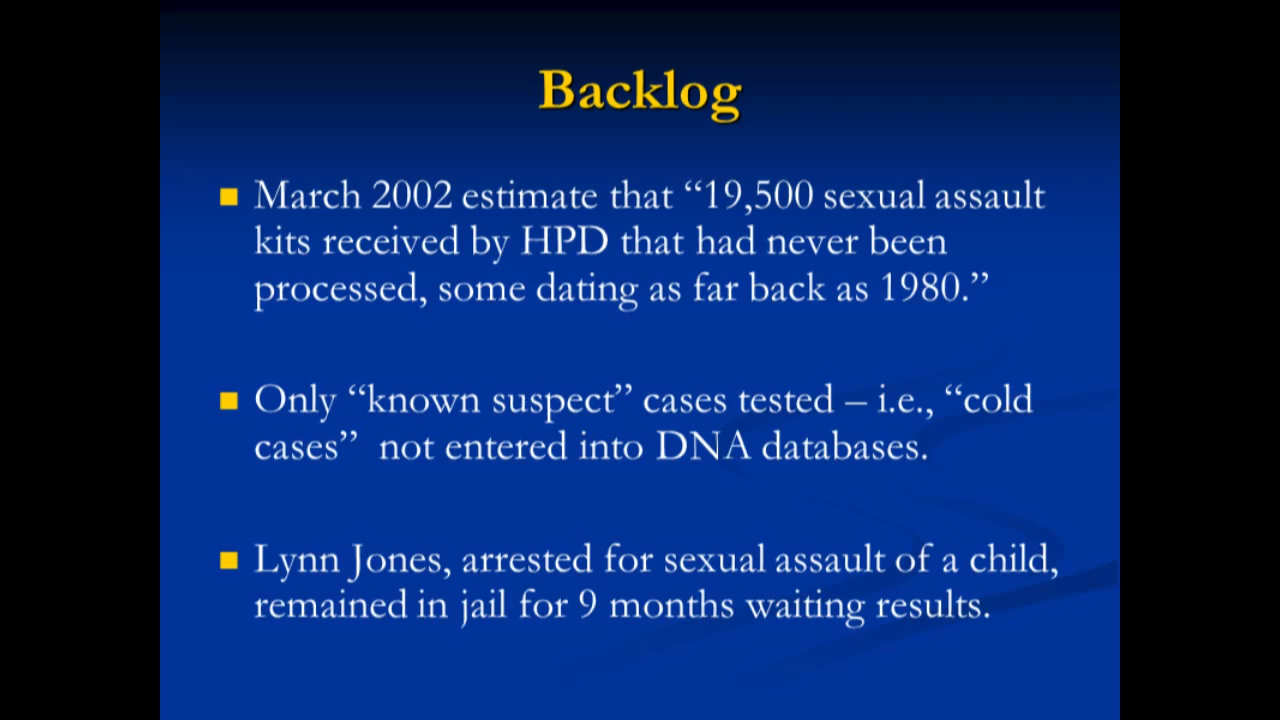 Backlog
March 2002 estimate that “19,500 sexual assault
kits received by HPD that had never been
processed, some dating as far back as 1980.”
Only “known suspect” cases tested – i.e., “cold
cases”  not entered into DNA databases.
Lynn Jones, arrested for sexual assault of a child,
remained in jail for 9 months waiting results.